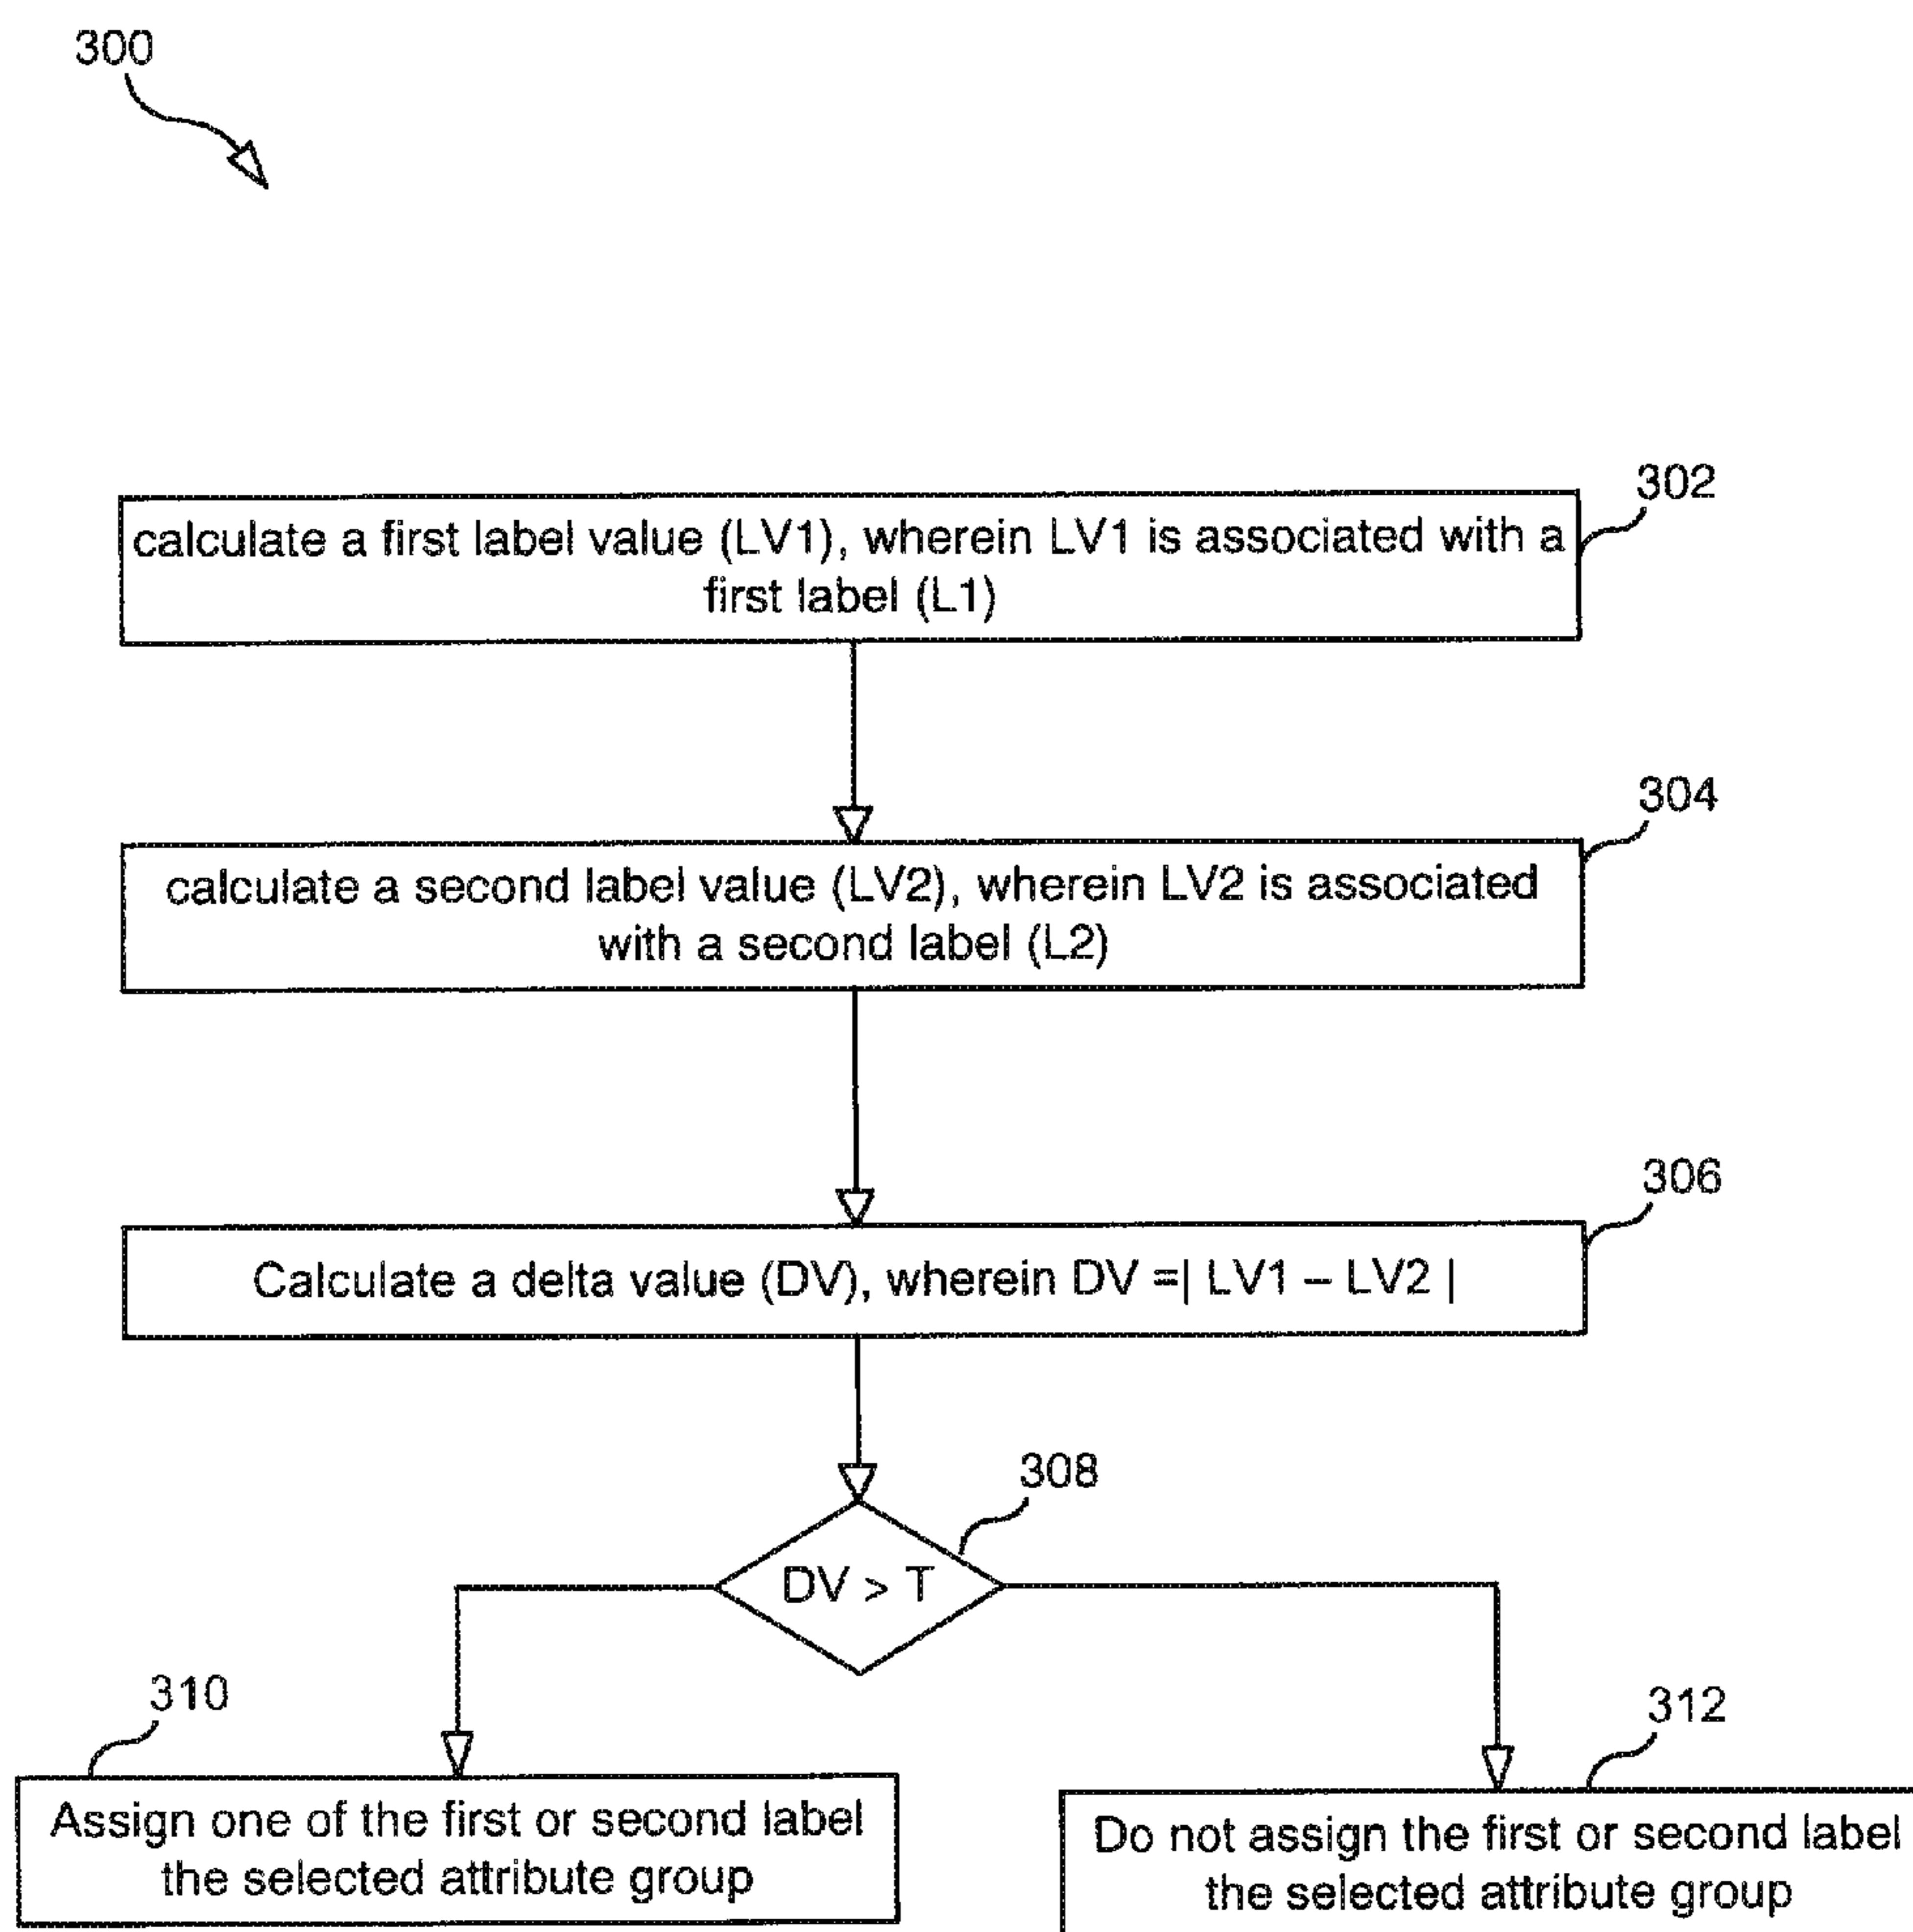 300
302
calculate a first label value (LV1), wherein LV1 is associated with a
first label (L1)
304
calculate a second label value (LV2), wherein LV2 is associated
with a second label (L2)
306
Calculate a delta value (DV), wherein DV =| LV1 – LV2 |
308
DV > T
310
Assign one of the first or second label
the selected attribute group
312
Do not assign the first or second label
the selected attribute group